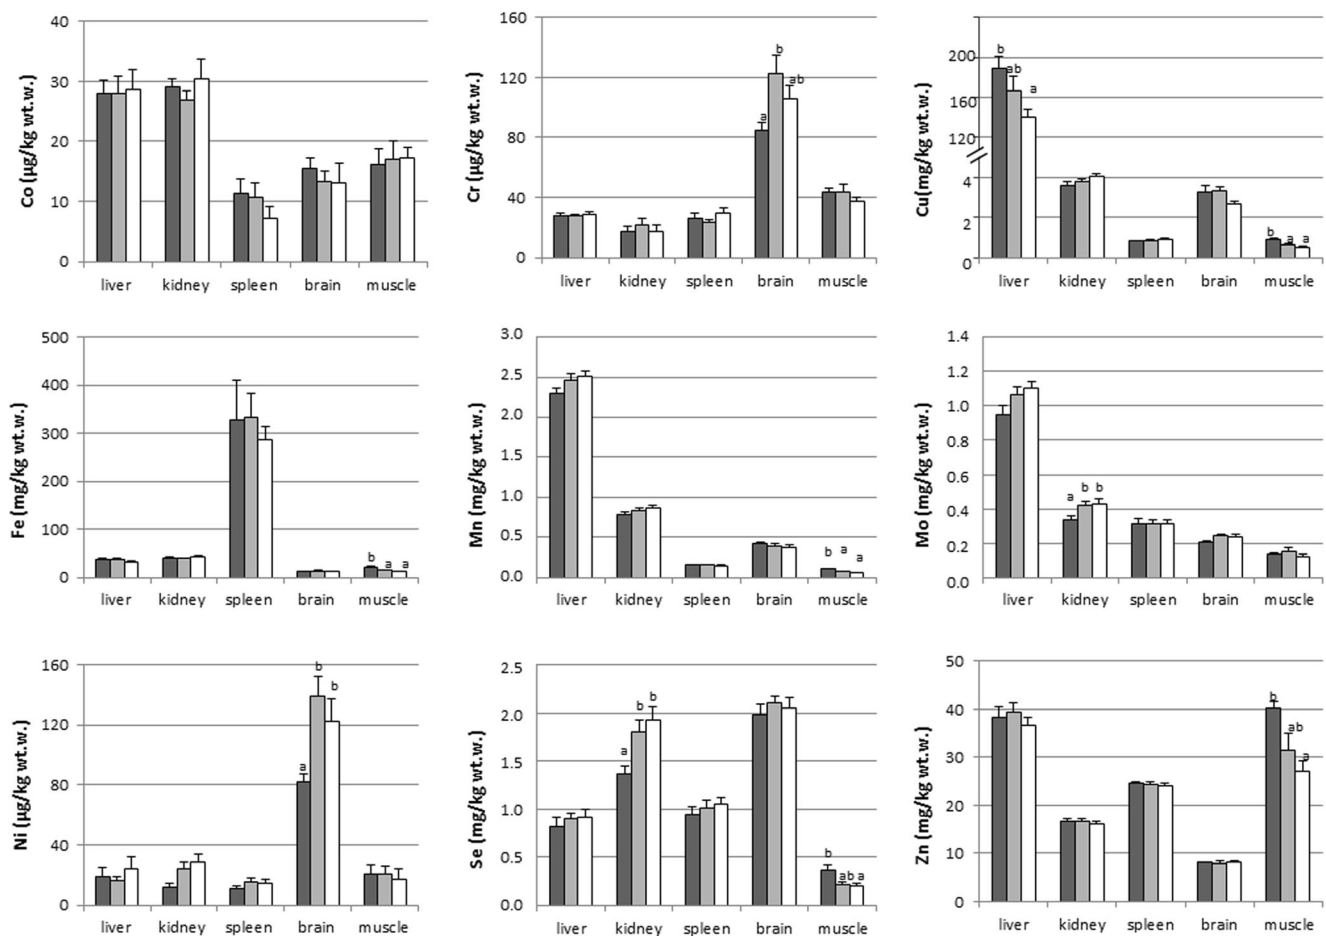 Co (µg/kg wt.w.)
40
30
20
10
0
liver kidney spleen brain muscle
Cr (µg/kg wt.w.)
160
120
80
40
0
a b ab
liver kidney spleen brain muscle
Cu(mg/kg wt.w.)
200
160
120
4
2
0
b ab a
b a a
liver kidney spleen brain muscle
Fe (mg/kg wt.w.)
500
400
300
200
100
0
b a a
liver kidney spleen brain muscle
Mn (mg/kg wt.w.)
3.0
2.5
2.0
1.5
1.0
0.5
0.0
b a a
liver kidney spleen brain muscle
Mo (mg/kg wt.w.)
1.4
1.2
1.0
0.8
0.6
0.4
0.2
0.0
a b b
liver kidney spleen brain muscle
Ni (µg/kg wt.w.)
160
120
80
40
0
a b b
liver kidney spleen brain muscle
Se (mg/kg wt.w.)
2.5
2.0
1.5
1.0
0.5
0.0
a b b
b ab a
liver kidney spleen brain muscle
Zn (mg/kg wt.w.)
50
40
30
20
10
0
b ab a
liver kidney spleen brain muscle